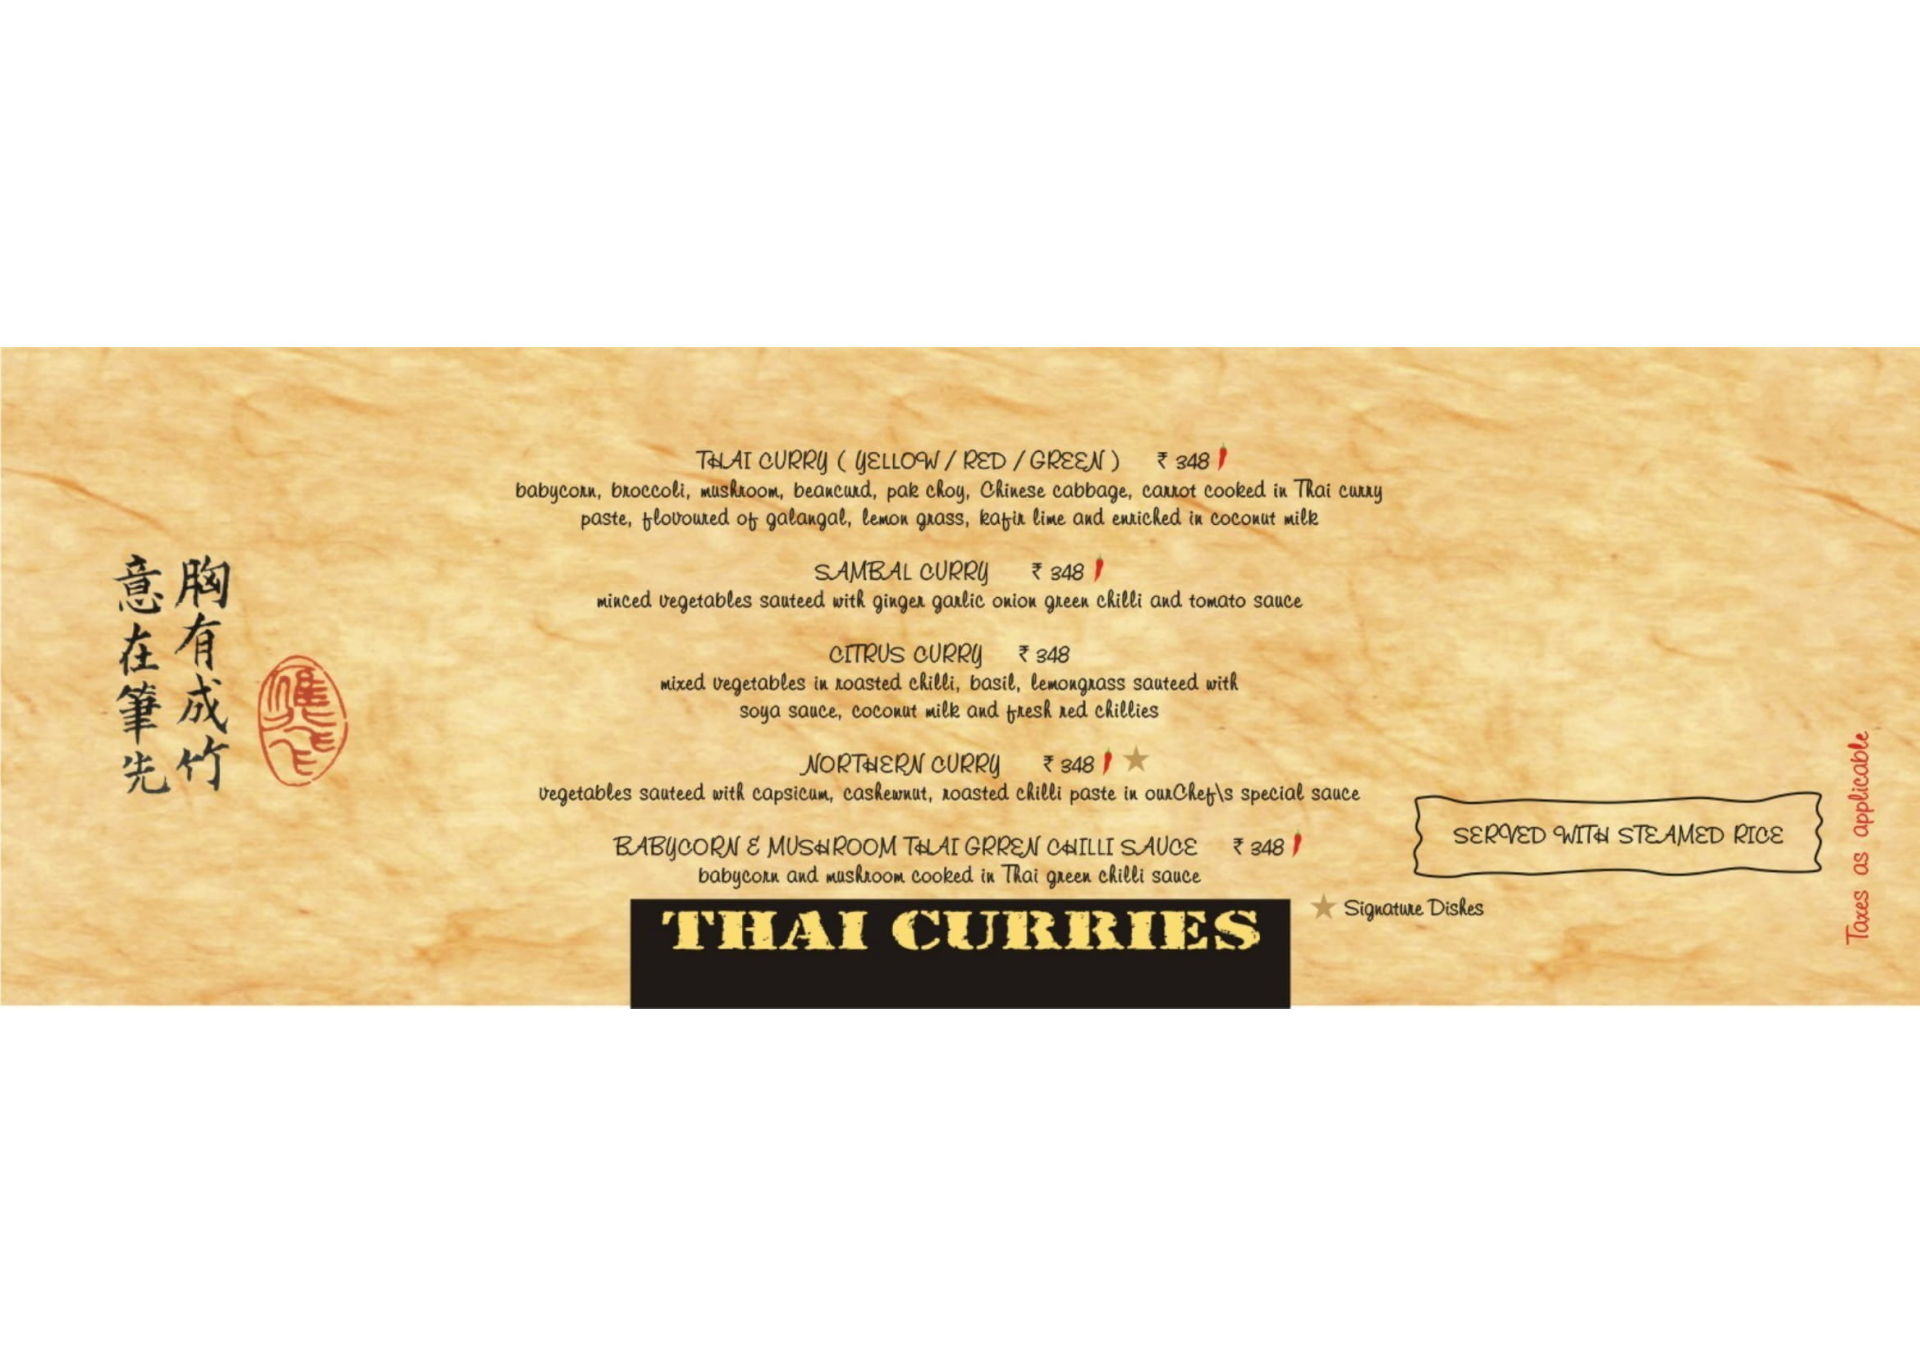 胸有成竹
意在筆先
THAI CURRY ( YELLOW / RED / GREEN ) ₹ 348
babycorn, broccoli, mushroom, beancurd, pak choy, Chinese cabbage, carrot cooked in Thai curry
paste, flovoured of galangal, lemon grass, kafir lime and enriched in coconut milk
SAMBAL CURRY ₹ 348
minced vegetables sauteed with ginger garlic onion green chilli and tomato sauce
CITRUS CURRY ₹ 348
mixed vegetables in roasted chilli, basil, lemongrass sauteed with
soya sauce, coconut milk and fresh red chillies
NORTHERN CURRY ₹ 348
vegetables sauteed with capsicum, cashewnut, roasted chilli paste in ourChef\s special sauce
BABYCORN & MUSHROOM THAI GRREN CHILLI SAUCE ₹ 348
babycorn and mushroom cooked in Thai green chilli sauce
THAI CURRIES
SERVED WITH STEAMED RICE
Signature Dishes
Taxes as applicable